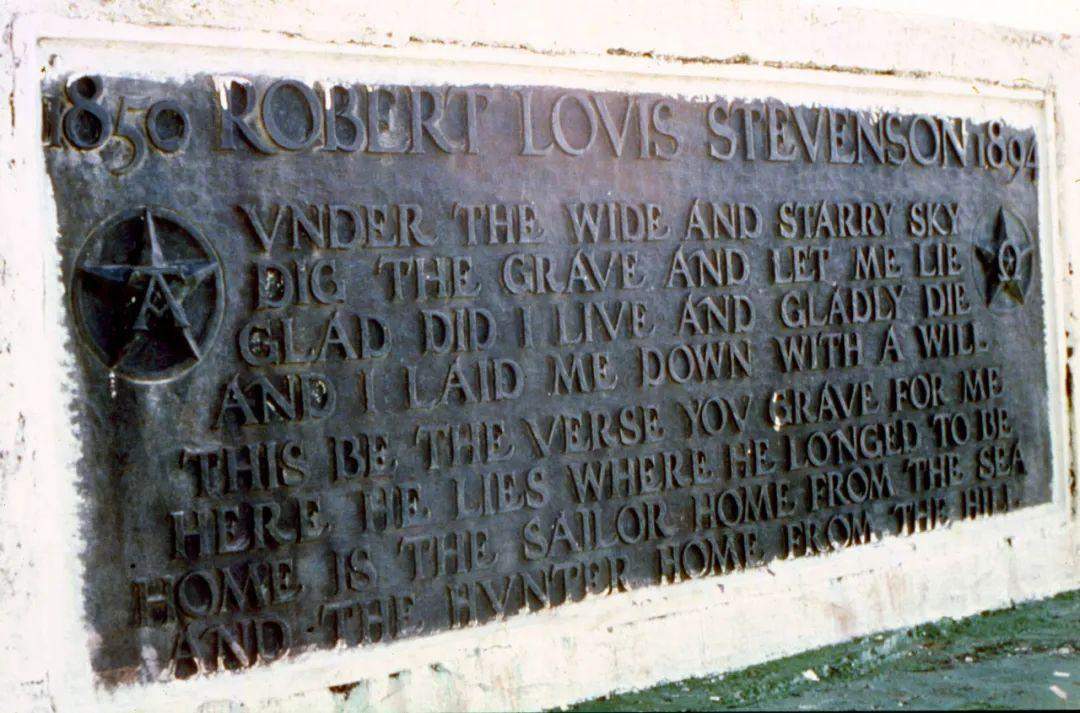 1850 ROBERT LOVIS STEVENSON 1894
VNDER THE WIDE AND STARRY SKY
DIG THE GRAVE AND LET ME LIE
GLAD DID I LIVE AND GLADLY DIE
AND I LAID ME DOWN WITH A WILL
THIS BE THE VERSE YOV GRAVE FOR ME
HERE HE LIES WHERE HE LONGED TO BE
HOME IS THE SAILOR HOME FROM THE SEA
AND THE HVNTER HOME FROM THE HILL